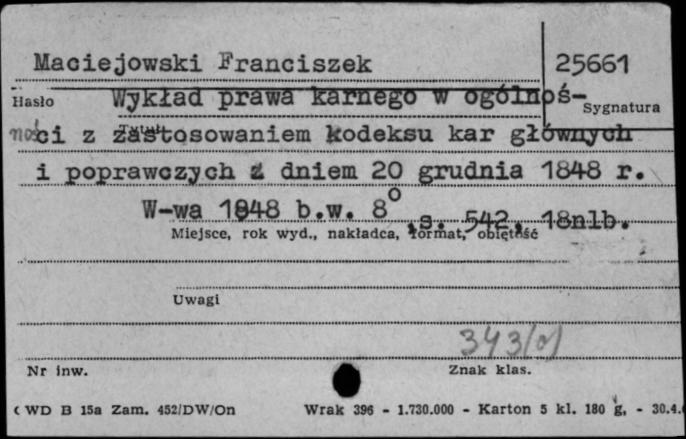 Maciejowski Franciszek 25661
Hasło Wykład prawa karnego w ogólnoś- Sygnatura
ności z zastosowaniem kodeksu kar głównych
i poprawczych z dniem 20 grudnia 1848 r.
W-wa 1848 b.w. 8° s. 542, 18nlb.
Miejsce, rok wyd., nakładca, format, objętość
Uwagi
343(0)
Nr inw. Znak klas.
WD B 15a Zam. 452/DW/On Wrak 396 - 1.730.000 - Karton 5 kl. 180 g. - 30.4.